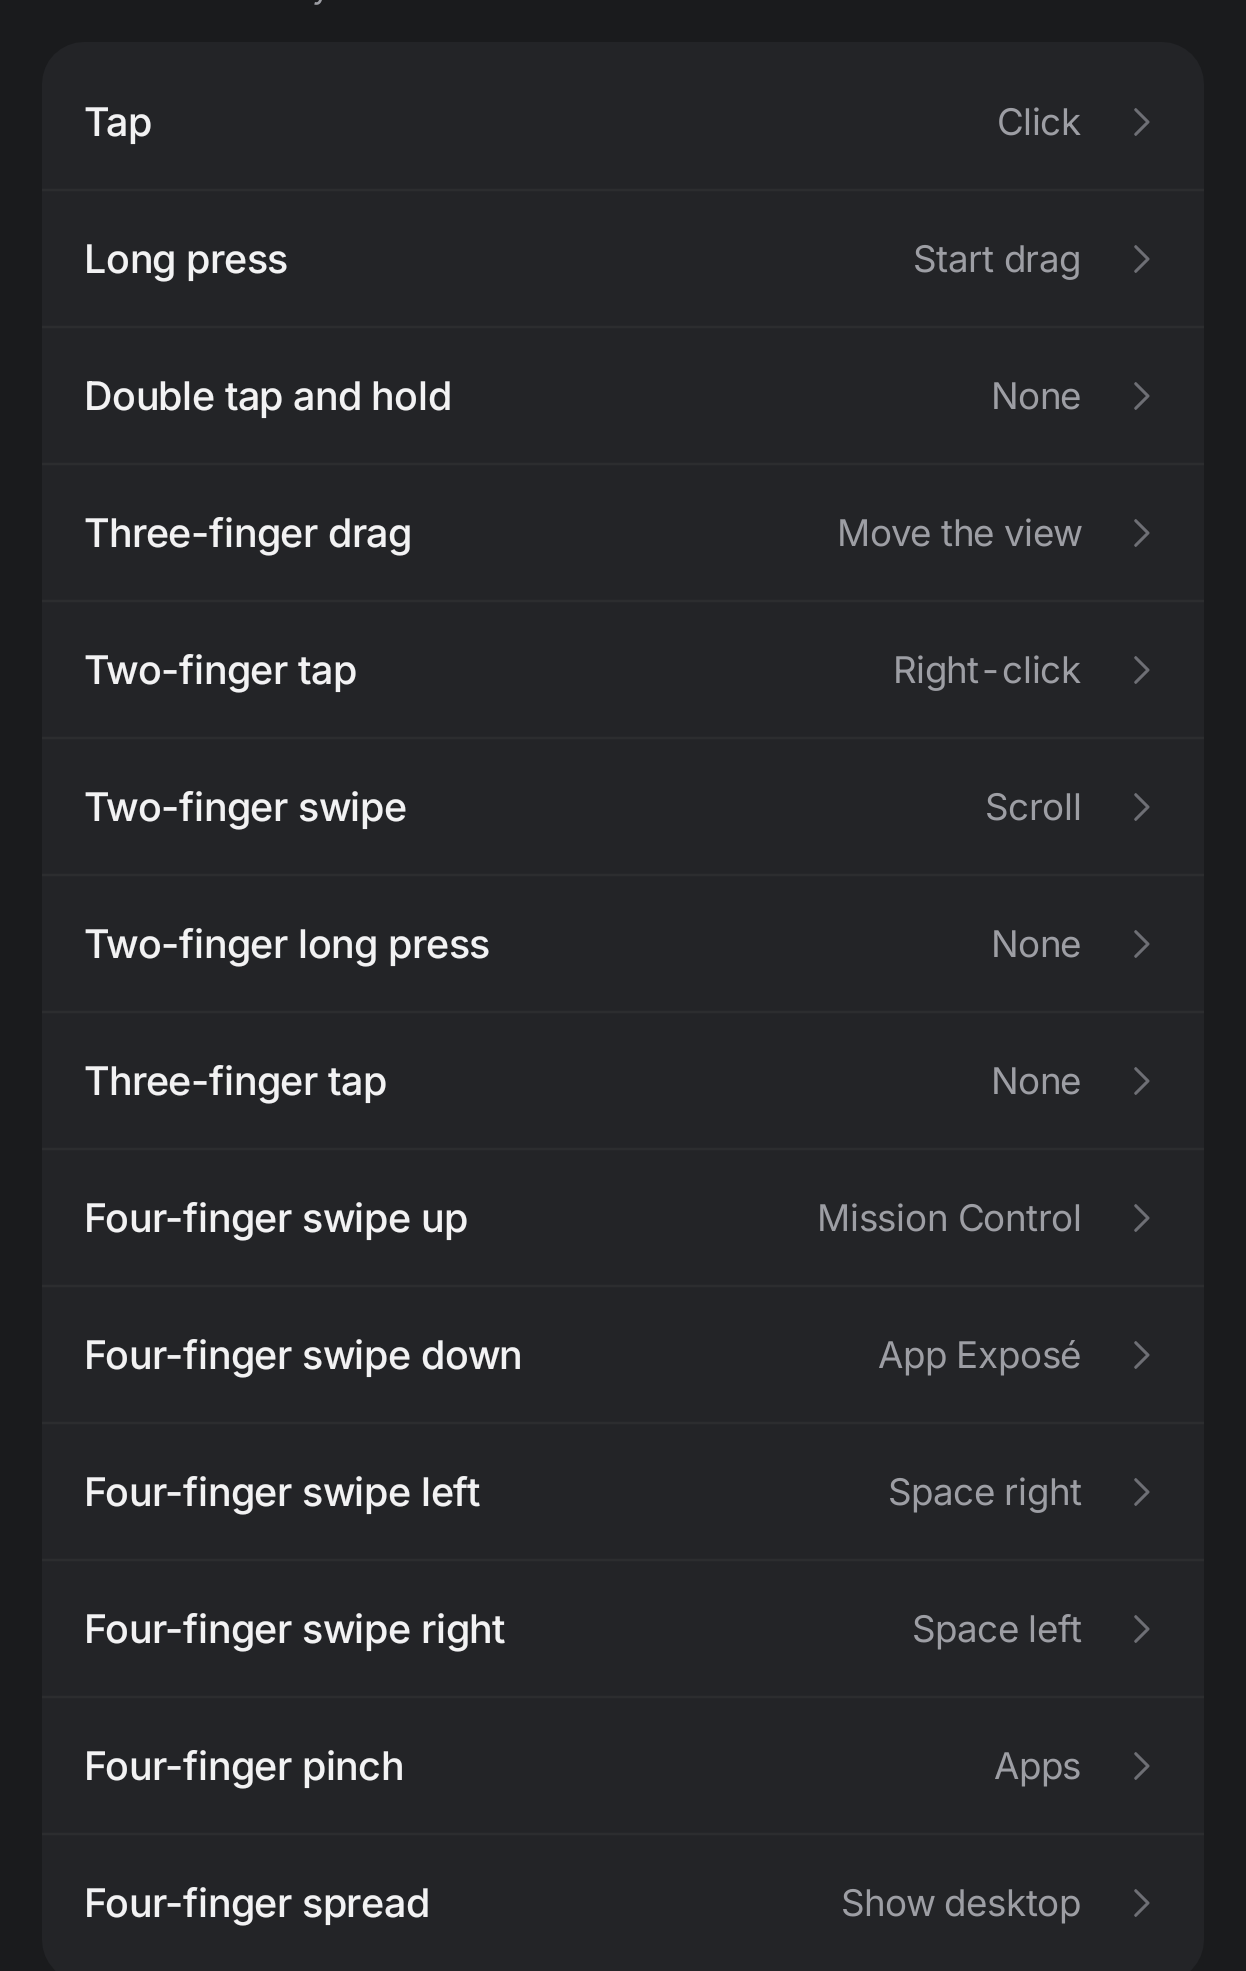 Tap
Click
Long press
Start drag
Double tap and hold
None
Three-finger drag
Move the view
Two-finger tap
Right-click
Two-finger swipe
Scroll
Two-finger long press
None
Three-finger tap
None
Four-finger swipe up
Mission Control
Four-finger swipe down
App Exposé
Four-finger swipe left
Space right
Four-finger swipe right
Space left
Four-finger pinch
Apps
Four-finger spread
Show desktop